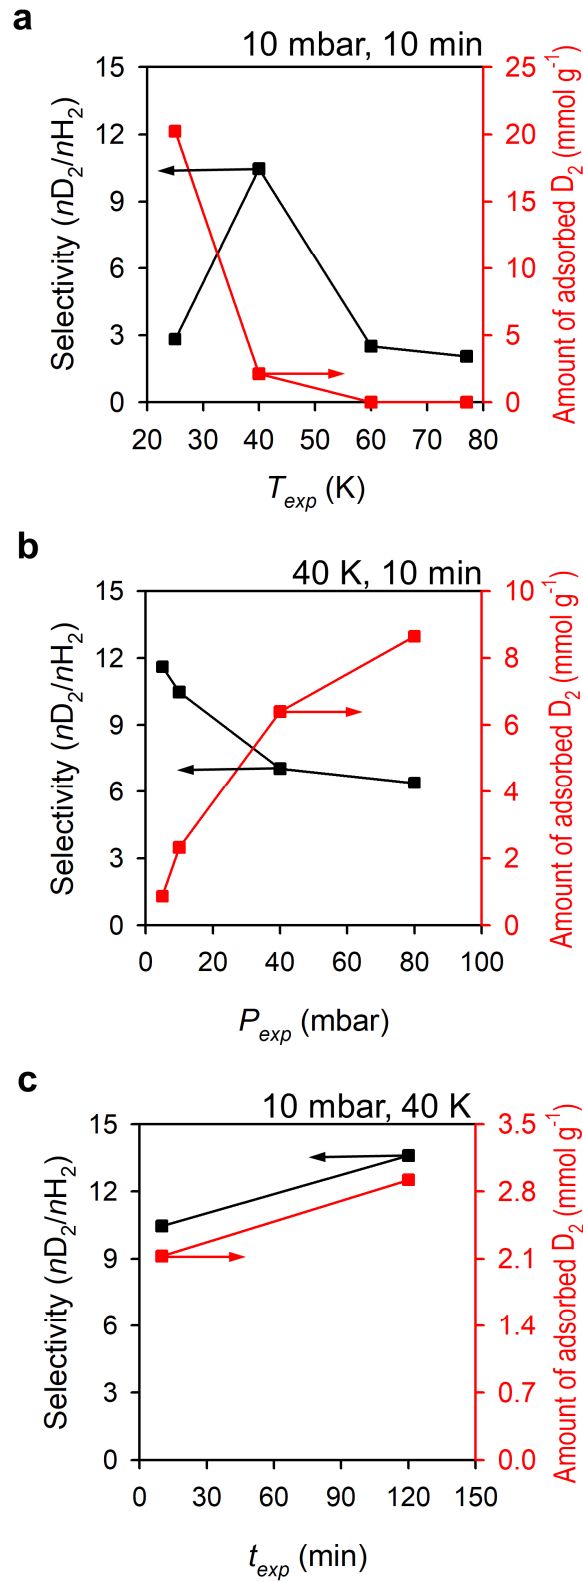 a
10 mbar, 10 min
Selectivity (nD2/nH2)
15
12
9
6
3
0
25
20
15
10
5
0
Amount of adsorbed D2 (mmol g-1)
20 30 40 50 60 70 80
Texp (K)
b
40 K, 10 min
Selectivity (nD2/nH2)
15
12
9
6
3
0
10
8
6
4
2
0
Amount of adsorbed D2 (mmol g-1)
0 20 40 60 80 100
Pexp (mbar)
c
10 mbar, 40 K
Selectivity (nD2/nH2)
15
12
9
6
3
0
3.5
2.8
2.1
1.4
0.7
0.0
Amount of adsorbed D2 (mmol g-1)
0 30 60 90 120 150
texp (min)